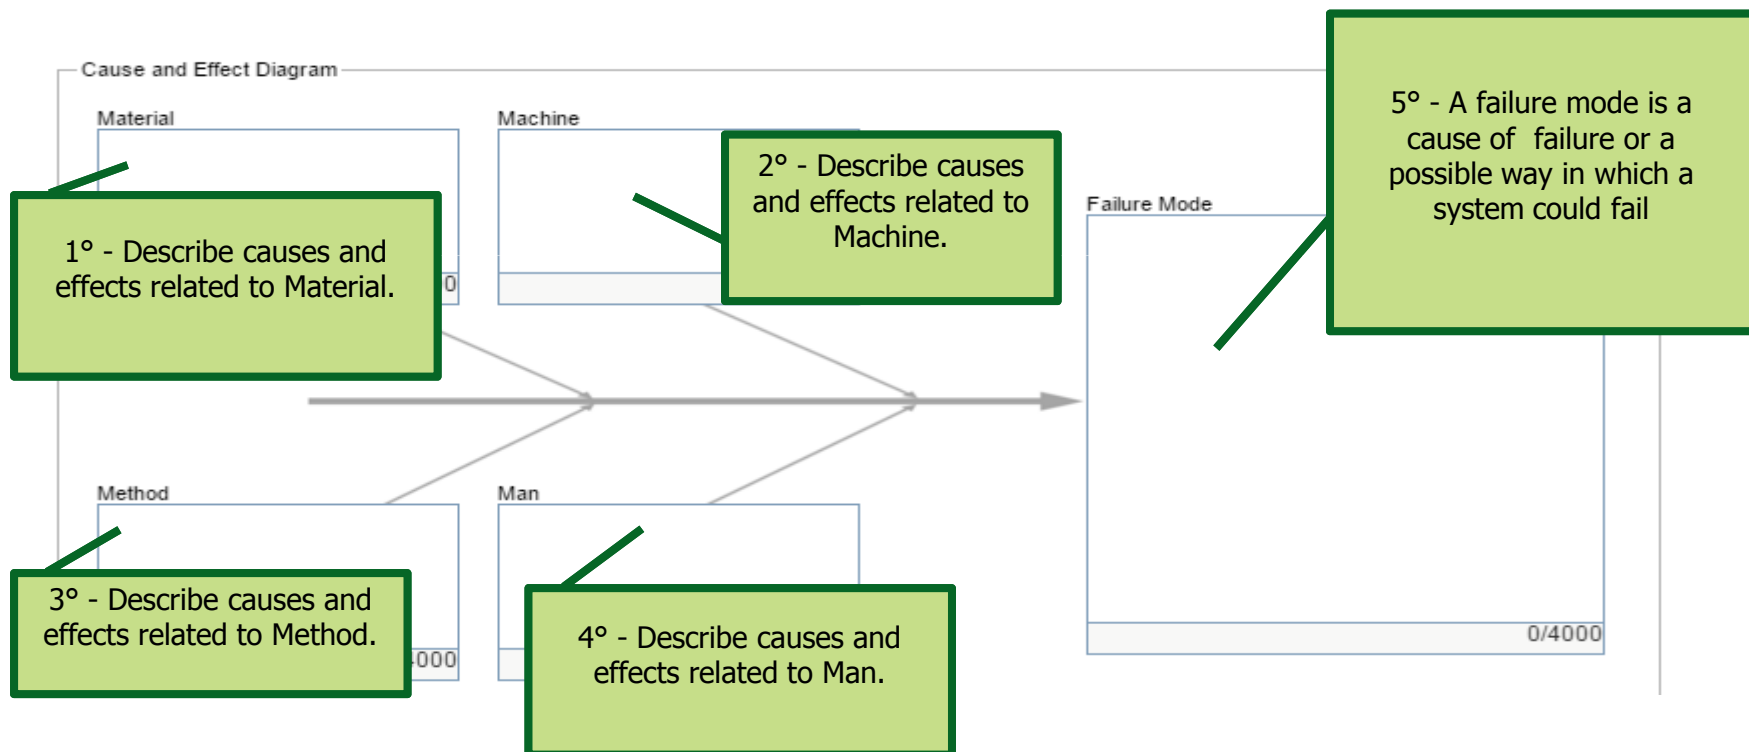 Cause and Effect Diagram
Material
0
1° - Describe causes and
effects related to Material.
Machine
2° - Describe causes
and effects related to
Machine.
Failure Mode
5° - A failure mode is a
cause of failure or a
possible way in which a
system could fail
0/4000
Method
3° - Describe causes and
effects related to Method.
4000
Man
4° - Describe causes and
effects related to Man.